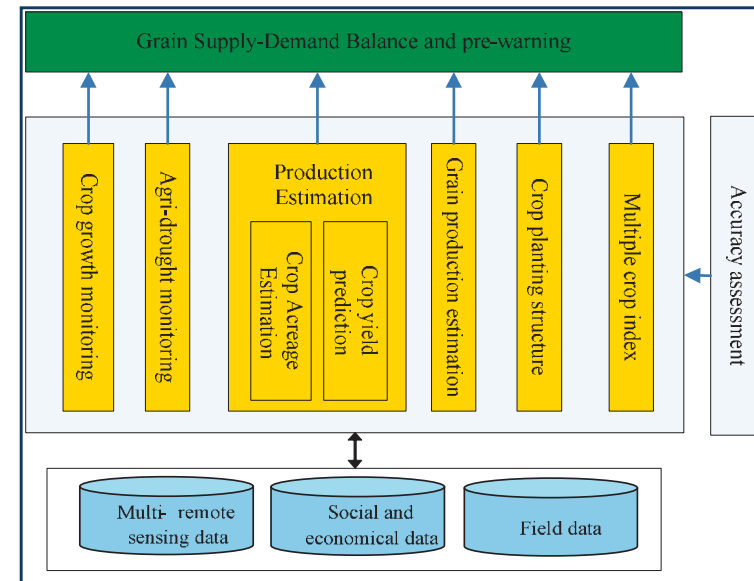 Grain Supply-Demand Balance and pre-warning
Crop growth monitoring
Agri-drought monitoring
Production
Estimation
Crop Acreage
Estimation
Crop yield
prediction
Grain production estimation
Crop planting structure
Multiple crop index
Accuracy assessment
Multi- remote
sensing data
Social and
economical data
Field data